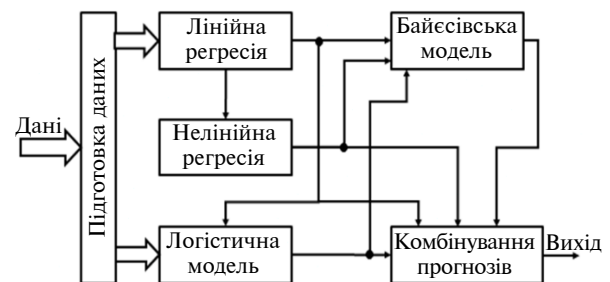 Лінійна
регресія
Байєсівська
модель
Дані
Підготовка даних
Нелінійна
регресія
Логістична
модель
Комбінування
прогнозів
Вихід